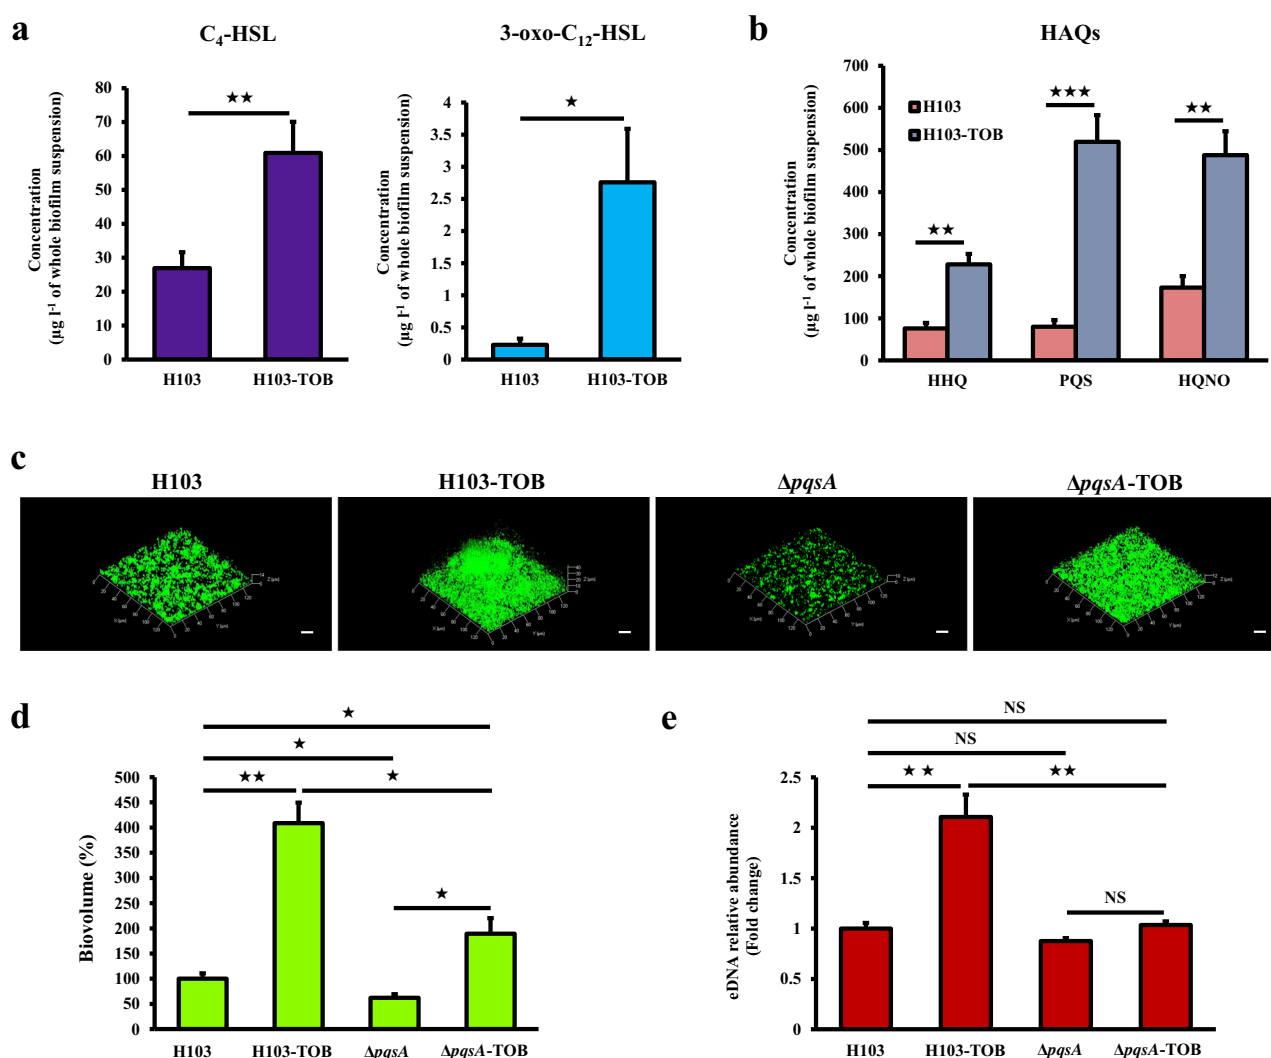 a
C4-HSL
Concentration
(µg l-1 of whole biofilm suspension)
80
70
60
50
40
30
20
10
0
★★
H103
H103-TOB
3-oxo-C12-HSL
Concentration
(µg l-1 of whole biofilm suspension)
4
3.5
3
2.5
2
1.5
1
0.5
0
★
H103
H103-TOB
b
HAQs
Concentration
(µg l-1 of whole biofilm suspension)
700
600
500
400
300
200
100
0
H103
H103-TOB
★★
★★★
★★
HHQ
PQS
HQNO
c
H103
H103-TOB
ΔpqsA
ΔpqsA-TOB
d
Biovolume (%)
500
450
400
350
300
250
200
150
100
50
0
★
★
★★
★
★
H103
H103-TOB
ΔpqsA
ΔpqsA-TOB
e
eDNA relative abundance
(Fold change)
2.5
2
1.5
1
0.5
0
NS
NS
★ ★
★★
NS
H103
H103-TOB
ΔpqsA
ΔpqsA-TOB